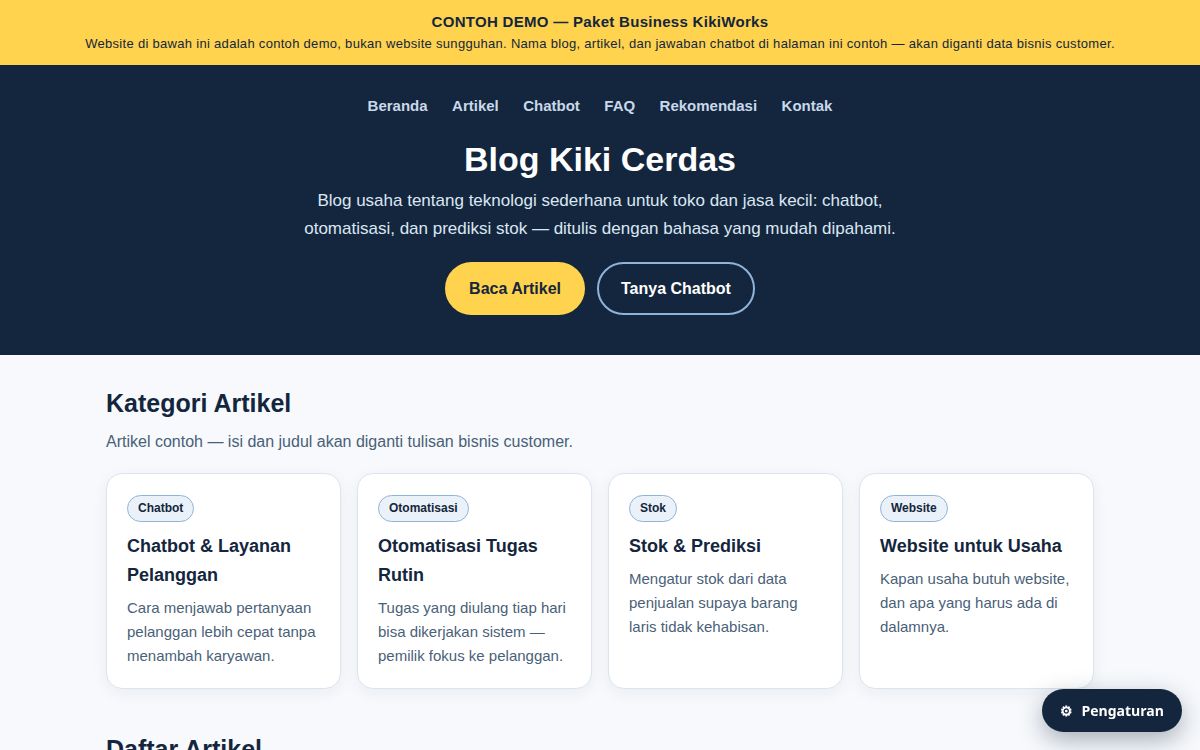 CONTOH DEMO — Paket Business KikiWorks
Website di bawah ini adalah contoh demo, bukan website sungguhan. Nama blog, artikel, dan jawaban chatbot di halaman ini contoh — akan diganti data bisnis customer.
Beranda Artikel Chatbot FAQ Rekomendasi Kontak
Blog Kiki Cerdas
Blog usaha tentang teknologi sederhana untuk toko dan jasa kecil: chatbot,
otomatisasi, dan prediksi stok — ditulis dengan bahasa yang mudah dipahami.
Baca Artikel
Tanya Chatbot
Kategori Artikel
Artikel contoh — isi dan judul akan diganti tulisan bisnis customer.
Chatbot
Chatbot & Layanan
Pelanggan
Cara menjawab pertanyaan
pelanggan lebih cepat tanpa
menambah karyawan.
Otomatisasi
Otomatisasi Tugas
Rutin
Tugas yang diulang tiap hari
bisa dikerjakan sistem —
pemilik fokus ke pelanggan.
Stok
Stok & Prediksi
Mengatur stok dari data
penjualan supaya barang
laris tidak kehabisan.
Website
Website untuk Usaha
Kapan usaha butuh website,
dan apa yang harus ada di
dalamnya.
⚙ Pengaturan
Daftar Artikel